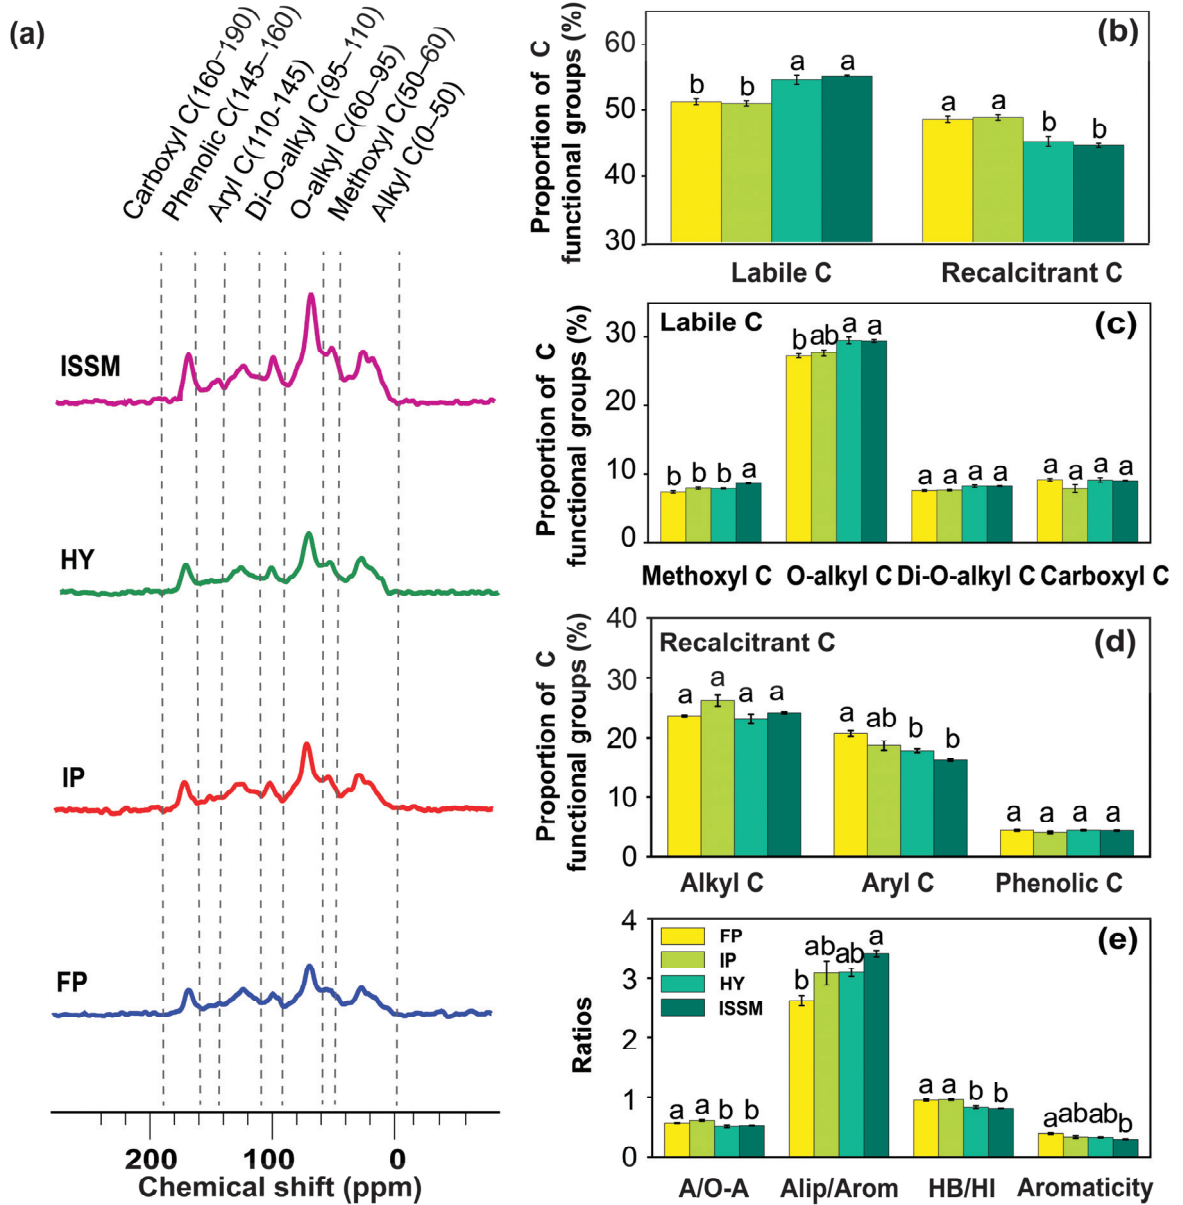 (a)
Carboxyl C(160–190)
Phenolic C(145–160)
Aryl C(110-145)
Di-O-alkyl C(95–110)
O-alkyl C(60–95)
Methoxyl C(50–60)
Alkyl C(0–50)
ISSM
HY
IP
FP
200 100 0
Chemical shift (ppm)
(b)
Proportion of C
functional groups (%)
60
50
40
30
b b a a
a a b b
Labile C Recalcitrant C
(c)
Labile C
Proportion of C
functional groups (%)
30
20
10
0
b b b a
b ab a a
a a a a
a a a a
Methoxyl C O-alkyl C Di-O-alkyl C Carboxyl C
(d)
Recalcitrant C
Proportion of C
functional groups (%)
40
30
20
10
0
a a a a
a ab b b
a a a a
Alkyl C Aryl C Phenolic C
(e)
FP
IP
HY
ISSM
Ratios
4
3
2
1
0
a a b b
b ab ab a
a a b b
a ab ab b
A/O-A Alip/Arom HB/HI Aromaticity